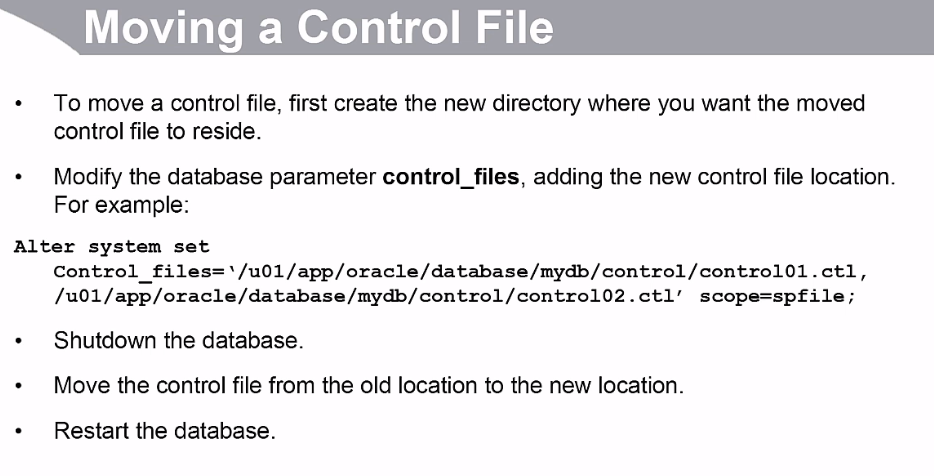 Moving a Control File
• To move a control file, first create the new directory where you want the moved
control file to reside.
• Modify the database parameter control_files, adding the new control file location.
For example:
Alter system set
Control_files=‘/u01/app/oracle/database/mydb/control/control01.ctl,
/u01/app/oracle/database/mydb/control/control02.ctl’ scope=spfile;
• Shutdown the database.
• Move the control file from the old location to the new location.
• Restart the database.